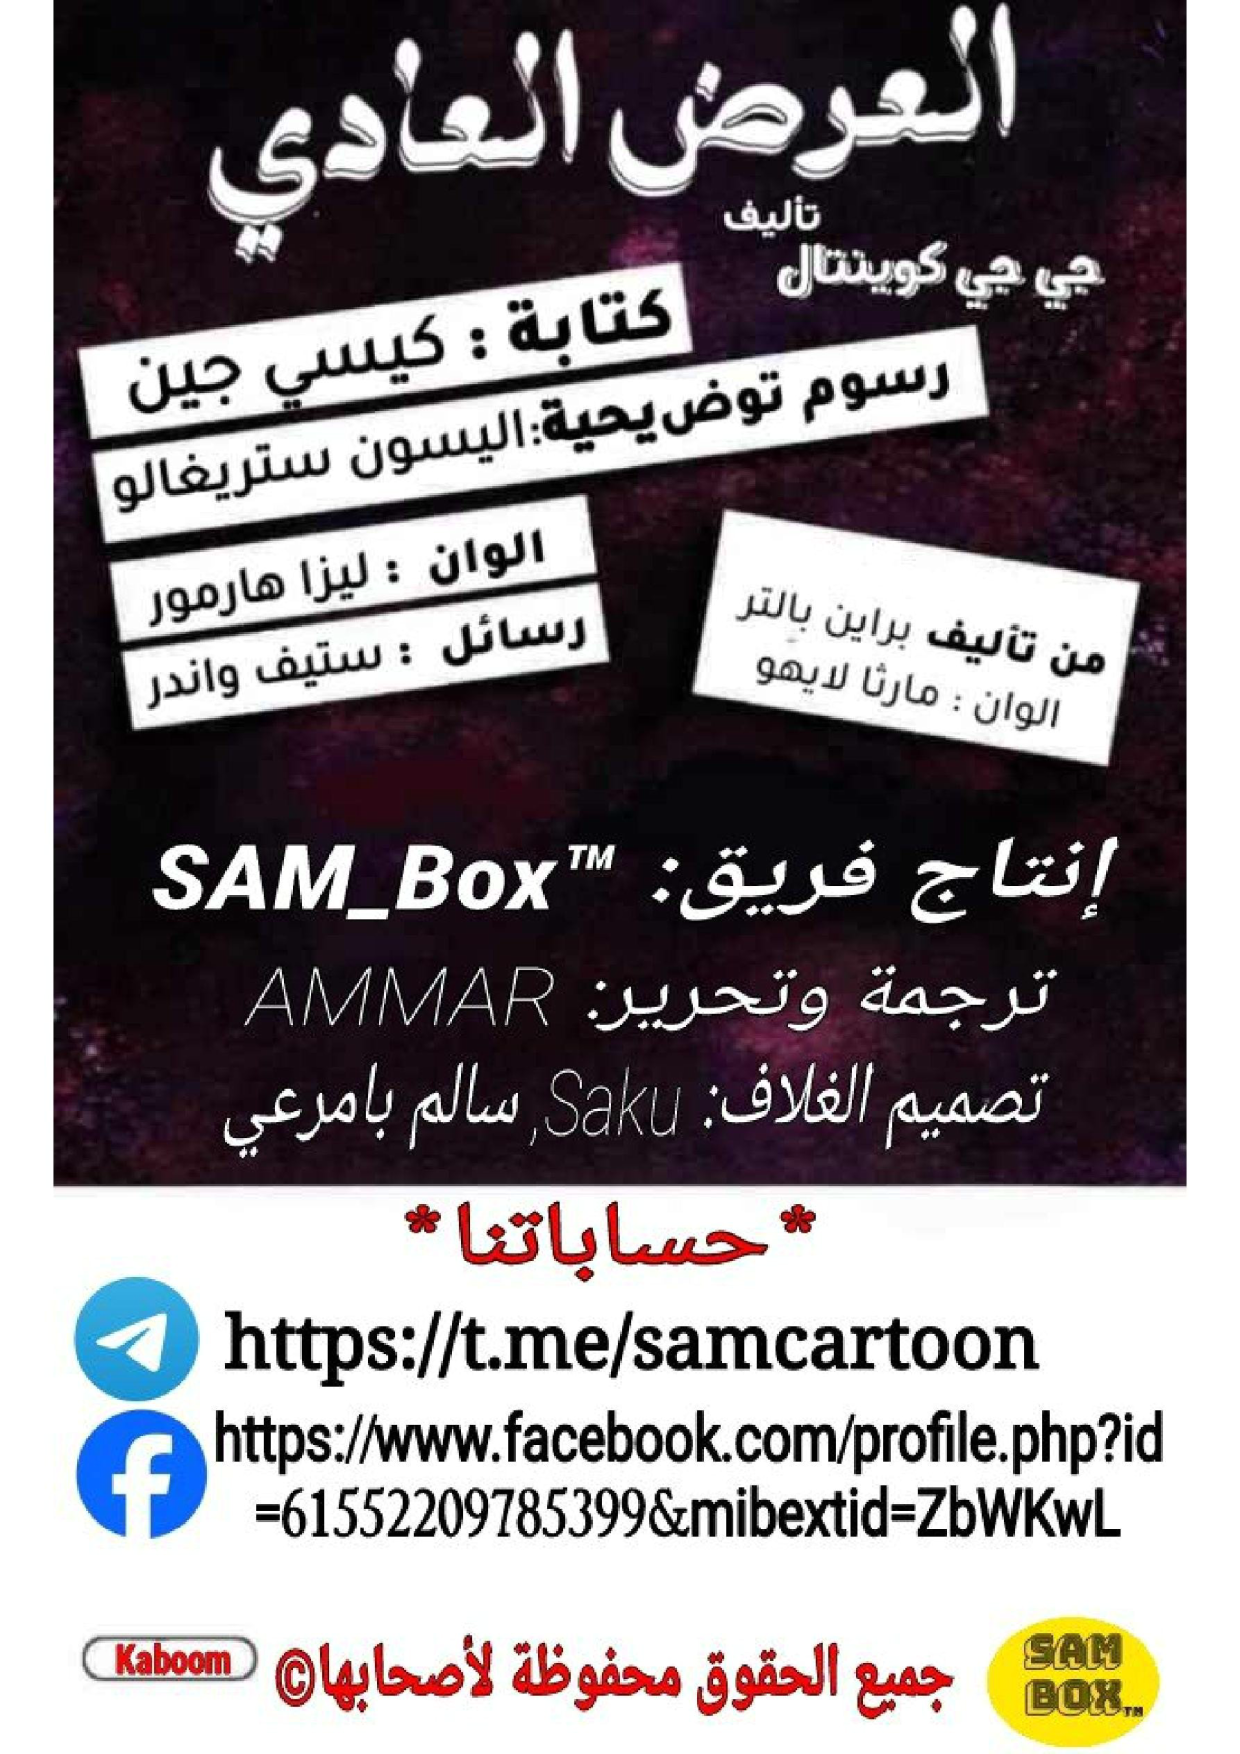 العرض العادي
تأليف
جي جي كوينتال
كتابة : كيسي جين
رسوم توضيحية:اليسون ستريغالو
الوان : ليزا هارمور
رسائل : ستيف واندر
من تأليف براين بالتر
الوان : مارثا لايهو
إنتاج فريق: SAM_Box™
ترجمة وتحرير: AMMAR
تصميم الغلاف: Saku, سالم بامرعي
*حساباتنا*
https://t.me/samcartoon
https://www.facebook.com/profile.php?id
=61552209785399&mibextid=ZbWKwL
Kaboom
جميع الحقوق محفوظة لأصحابها©
SAM
BOX™